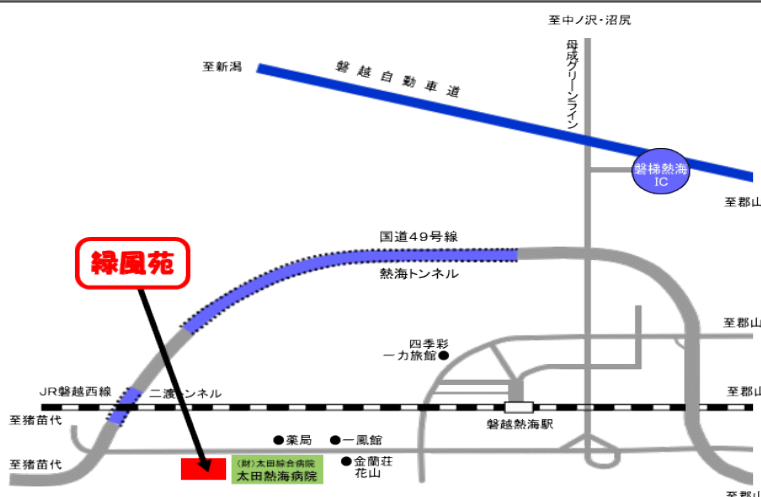 至中ノ沢・沼尻
至新潟
磐越自動車道
母成グリーンライン
磐梯熱海
IC
至郡山
国道49号線
緑風苑
熱海トンネル
至郡山
四季彩
一力旅館
JR磐越西線
二渡トンネル
至郡山
至猪苗代
磐越熱海駅
薬局
一鳳館
至猪苗代
(財)太田綜合病院
太田熱海病院
金蘭荘
花山
至郡山